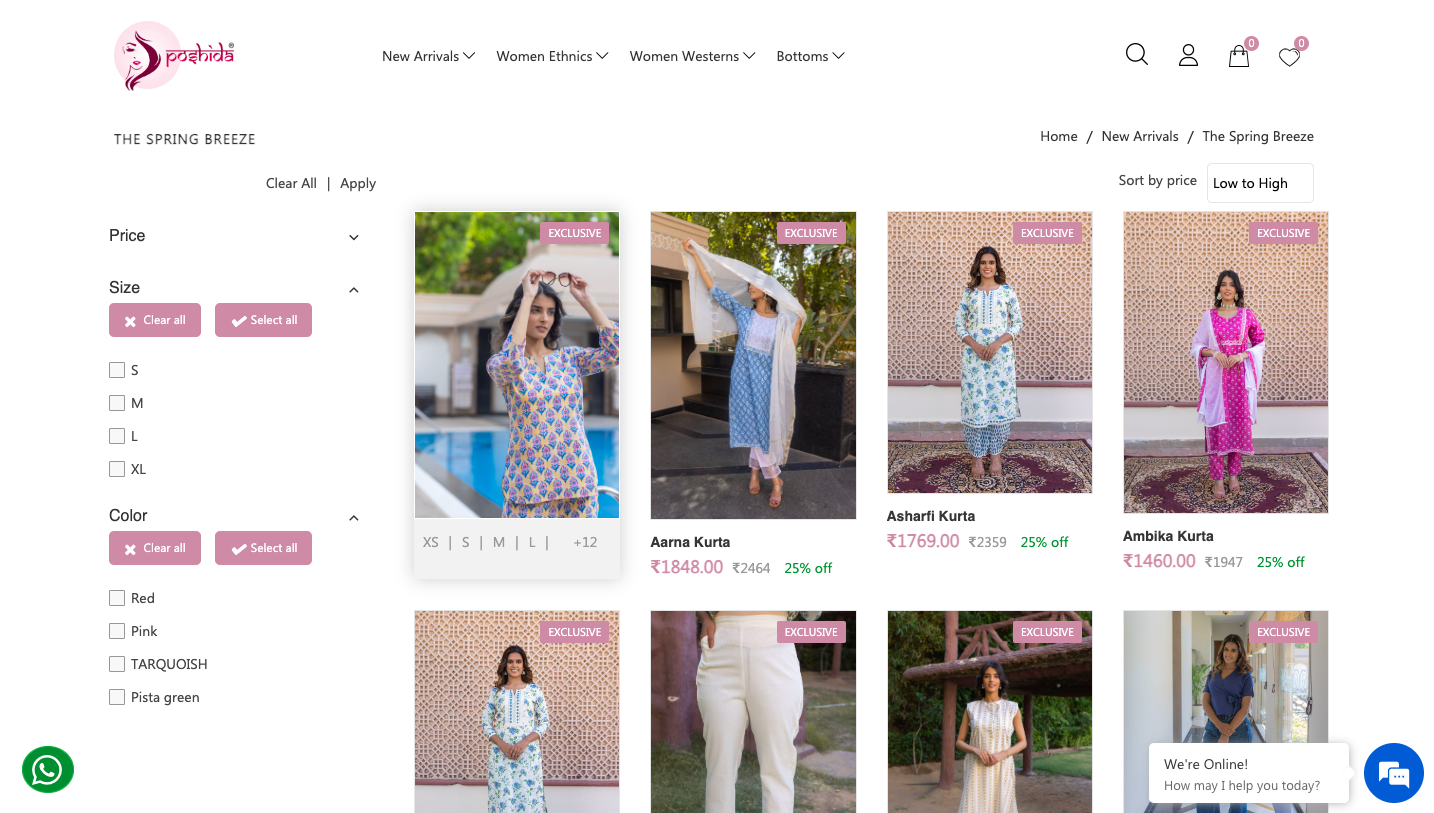 poshida®
New Arrivals
Women Ethnics
Women Westerns
Bottoms
0
0
THE SPRING BREEZE
Home / New Arrivals / The Spring Breeze
Clear All | Apply
Sort by price
Low to High
Price
Size
Clear all
Select all
S
M
L
XL
Color
Clear all
Select all
Red
Pink
TARQUOISH
Pista green
EXCLUSIVE
XS | S | M | L | +12
EXCLUSIVE
Aarna Kurta
₹1848.00 ₹2464 25% off
EXCLUSIVE
Asharfi Kurta
₹1769.00 ₹2359 25% off
EXCLUSIVE
Ambika Kurta
₹1460.00 ₹1947 25% off
EXCLUSIVE
EXCLUSIVE
EXCLUSIVE
EXCLUSIVE
We're Online!
How may I help you today?